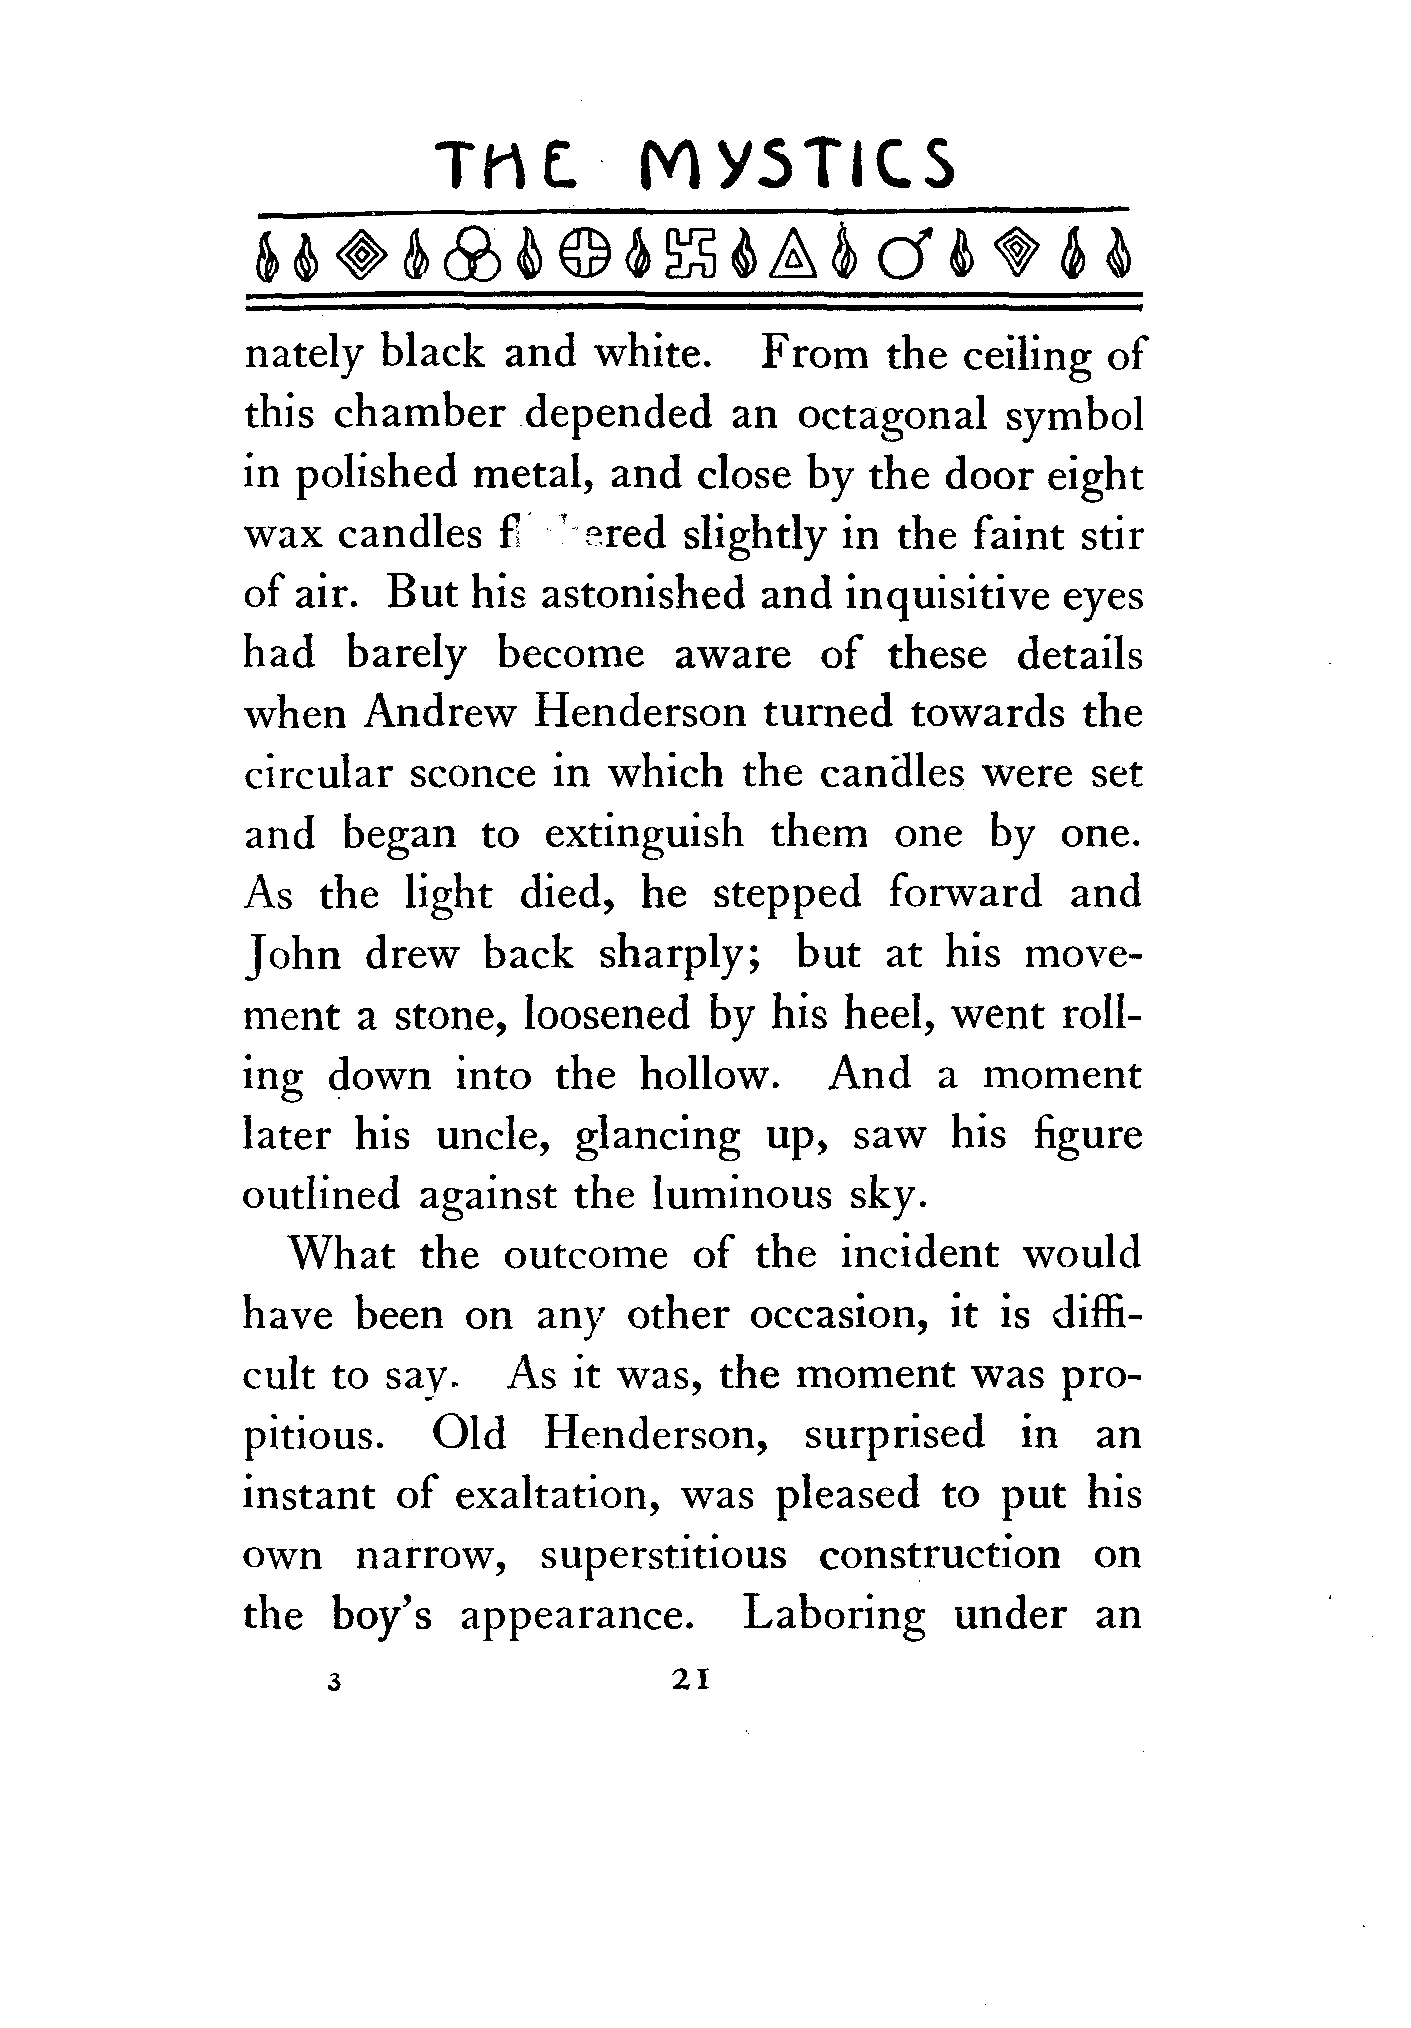 THE MYSTICS
nately black and white. From the ceiling of
this chamber depended an octagonal symbol
in polished metal, and close by the door eight
wax candles slightly in the faint stir
of air. But his astonished and inquisitive eyes
had barely become aware of these details
when Andrew Henderson turned towards the
circular sconce in which the candles were set
and began to extinguish them one by one.
As the light died, he stepped forward and
John drew back sharply; but at his move-
ment a stone, loosened by his heel, went roll-
ing down into the hollow. And a moment
later his uncle, glancing up, saw his figure
outlined against the luminous sky.
What the outcome of the incident would
have been on any other occasion, it is diffi-
cult to say. As it was, the moment was pro-
pitious. Old Henderson, surprised in an
instant of exaltation, was pleased to put his
own narrow, superstitious construction on
the boy's appearance. Laboring under an
3 21